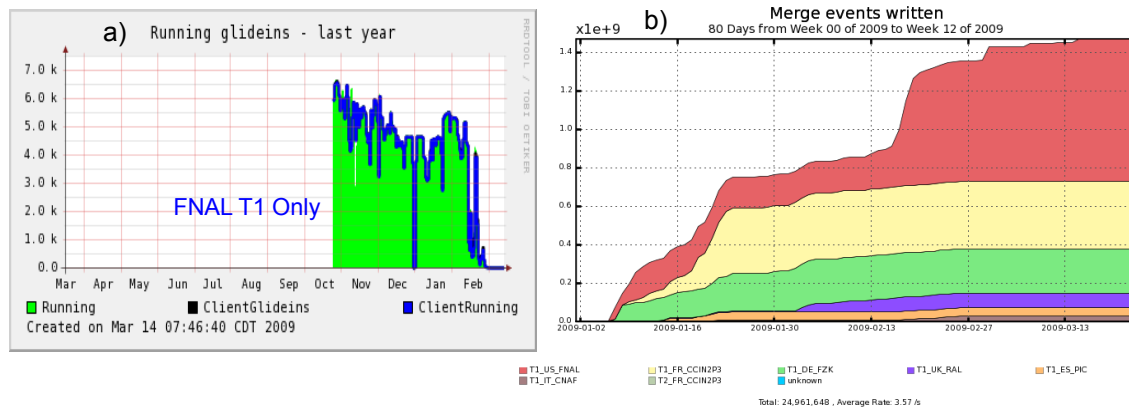 a)
Running glideins - last year
RRDTOOL / TOBI OETIKER
7.0 k
6.0 k
5.0 k
4.0 k
3.0 k
2.0 k
1.0 k
0.0
FNAL T1 Only
Mar Apr May Jun Jul Aug Sep Oct Nov Dec Jan Feb
Running ClientGlideins ClientRunning
Created on Mar 14 07:46:40 CDT 2009
b)
Merge events written
80 Days from Week 00 of 2009 to Week 12 of 2009
x1e+9
1.4
1.2
1.0
0.8
0.6
0.4
0.2
0.0
2009-01-02 2009-01-16 2009-01-30 2009-02-13 2009-02-27 2009-03-13
T1_US_FNAL T1_FR_CCIN2P3 T1_DE_FZK T1_UK_RAL T1_ES_PIC
T1_IT_CNAF T2_FR_CCIN2P3 unknown
Total: 24,961,648 , Average Rate: 3.57 /s